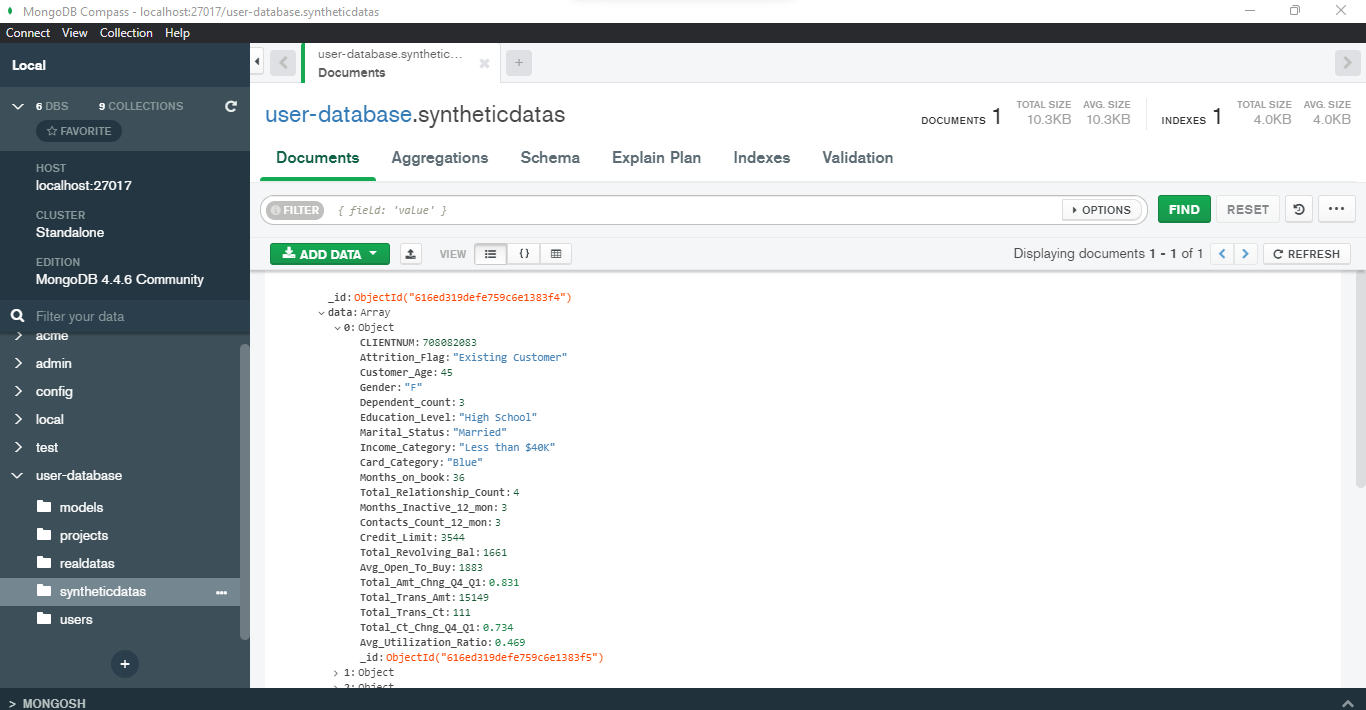 MongoDB Compass - localhost:27017/user-database.syntheticdatas
Connect View Collection Help
Local
6 DBS 9 COLLECTIONS
FAVORITE
HOST
localhost:27017
CLUSTER
Standalone
EDITION
MongoDB 4.4.6 Community
Filter your data
acme
admin
config
local
test
user-database
models
projects
realdatas
syntheticdatas
users
user-database.synthetic...
Documents
user-database.syntheticdatas
DOCUMENTS 1 TOTAL SIZE 10.3KB AVG. SIZE 10.3KB
INDEXES 1 TOTAL SIZE 4.0KB AVG. SIZE 4.0KB
Documents Aggregations Schema Explain Plan Indexes Validation
FILTER { field: 'value' } OPTIONS FIND RESET ...
ADD DATA VIEW {} Displaying documents 1 - 1 of 1 < > REFRESH
_id: ObjectId("616ed319defe759c6e1383f4")
data: Array
0: Object
CLIENTNUM: 708082083
Attrition_Flag: "Existing Customer"
Customer_Age: 45
Gender: "F"
Dependent_count: 3
Education_Level: "High School"
Marital_Status: "Married"
Income_Category: "Less than $40K"
Card_Category: "Blue"
Months_on_book: 36
Total_Relationship_Count: 4
Months_Inactive_12_mon: 3
Contacts_Count_12_mon: 3
Credit_Limit: 3544
Total_Revolving_Bal: 1661
Avg_Open_To_Buy: 1883
Total_Amt_Chng_Q4_Q1: 0.831
Total_Trans_Amt: 15149
Total_Trans_Ct: 111
Total_Ct_Chng_Q4_Q1: 0.734
Avg_Utilization_Ratio: 0.469
_id: ObjectId("616ed319defe759c6e1383f5")
1: Object
2: Object
> MONGOSH